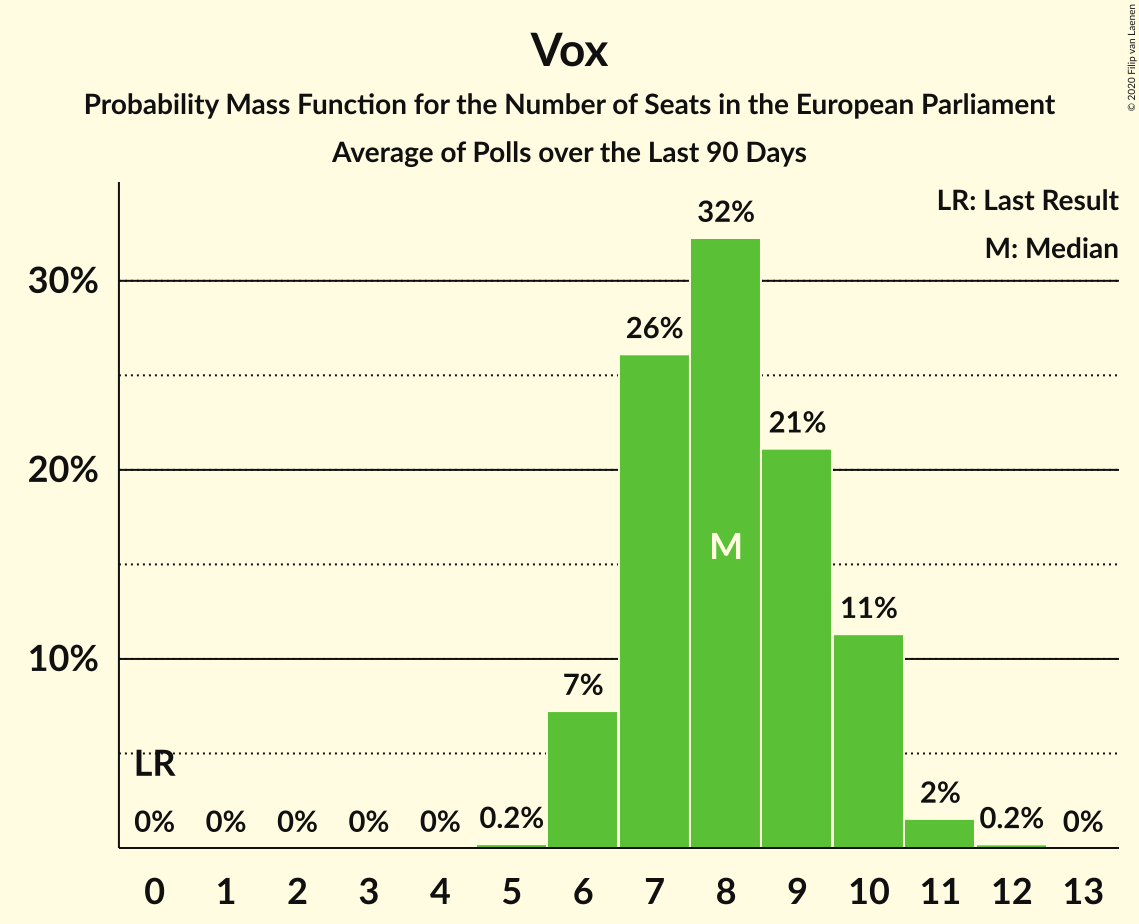 Vox
Probability Mass Function for the Number of Seats in the European Parliament
Average of Polls over the Last 90 Days
© 2020 Filip van Laenen
LR: Last Result
M: Median
30%
20%
10%
LR
0%
0%
0%
0%
0%
0.2%
7%
26%
32%
M
21%
11%
2%
0.2%
0%
0 1 2 3 4 5 6 7 8 9 10 11 12 13